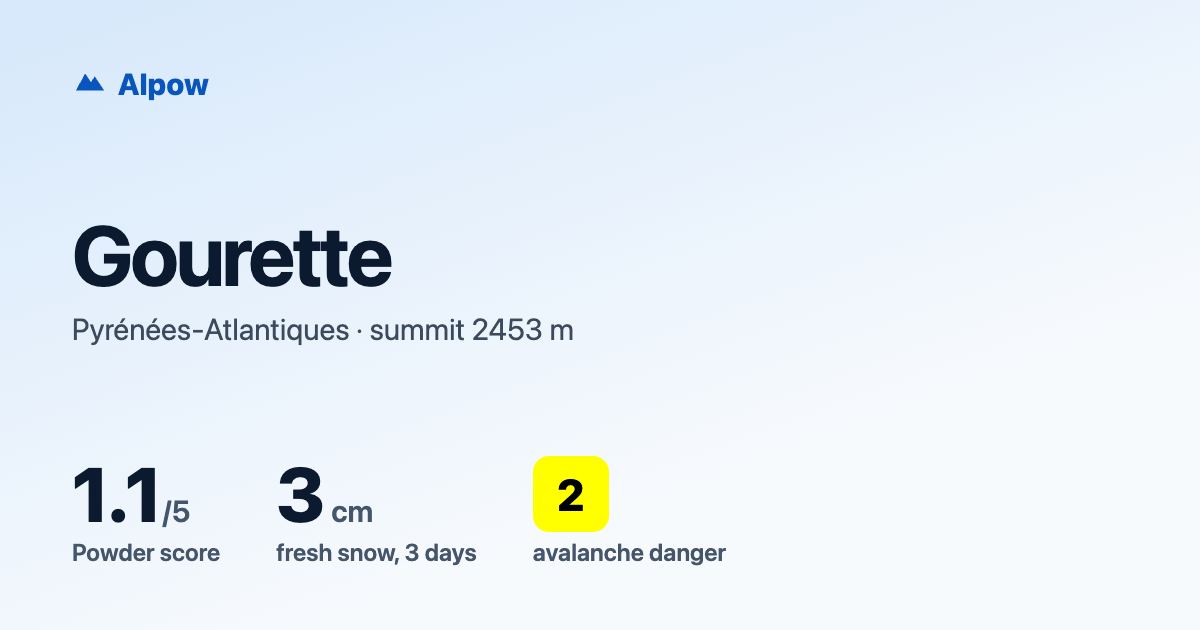 Alpow
Gourette
Pyrénées-Atlantiques · summit 2453 m
1.1/5
Powder score
3 cm
fresh snow, 3 days
2
avalanche danger